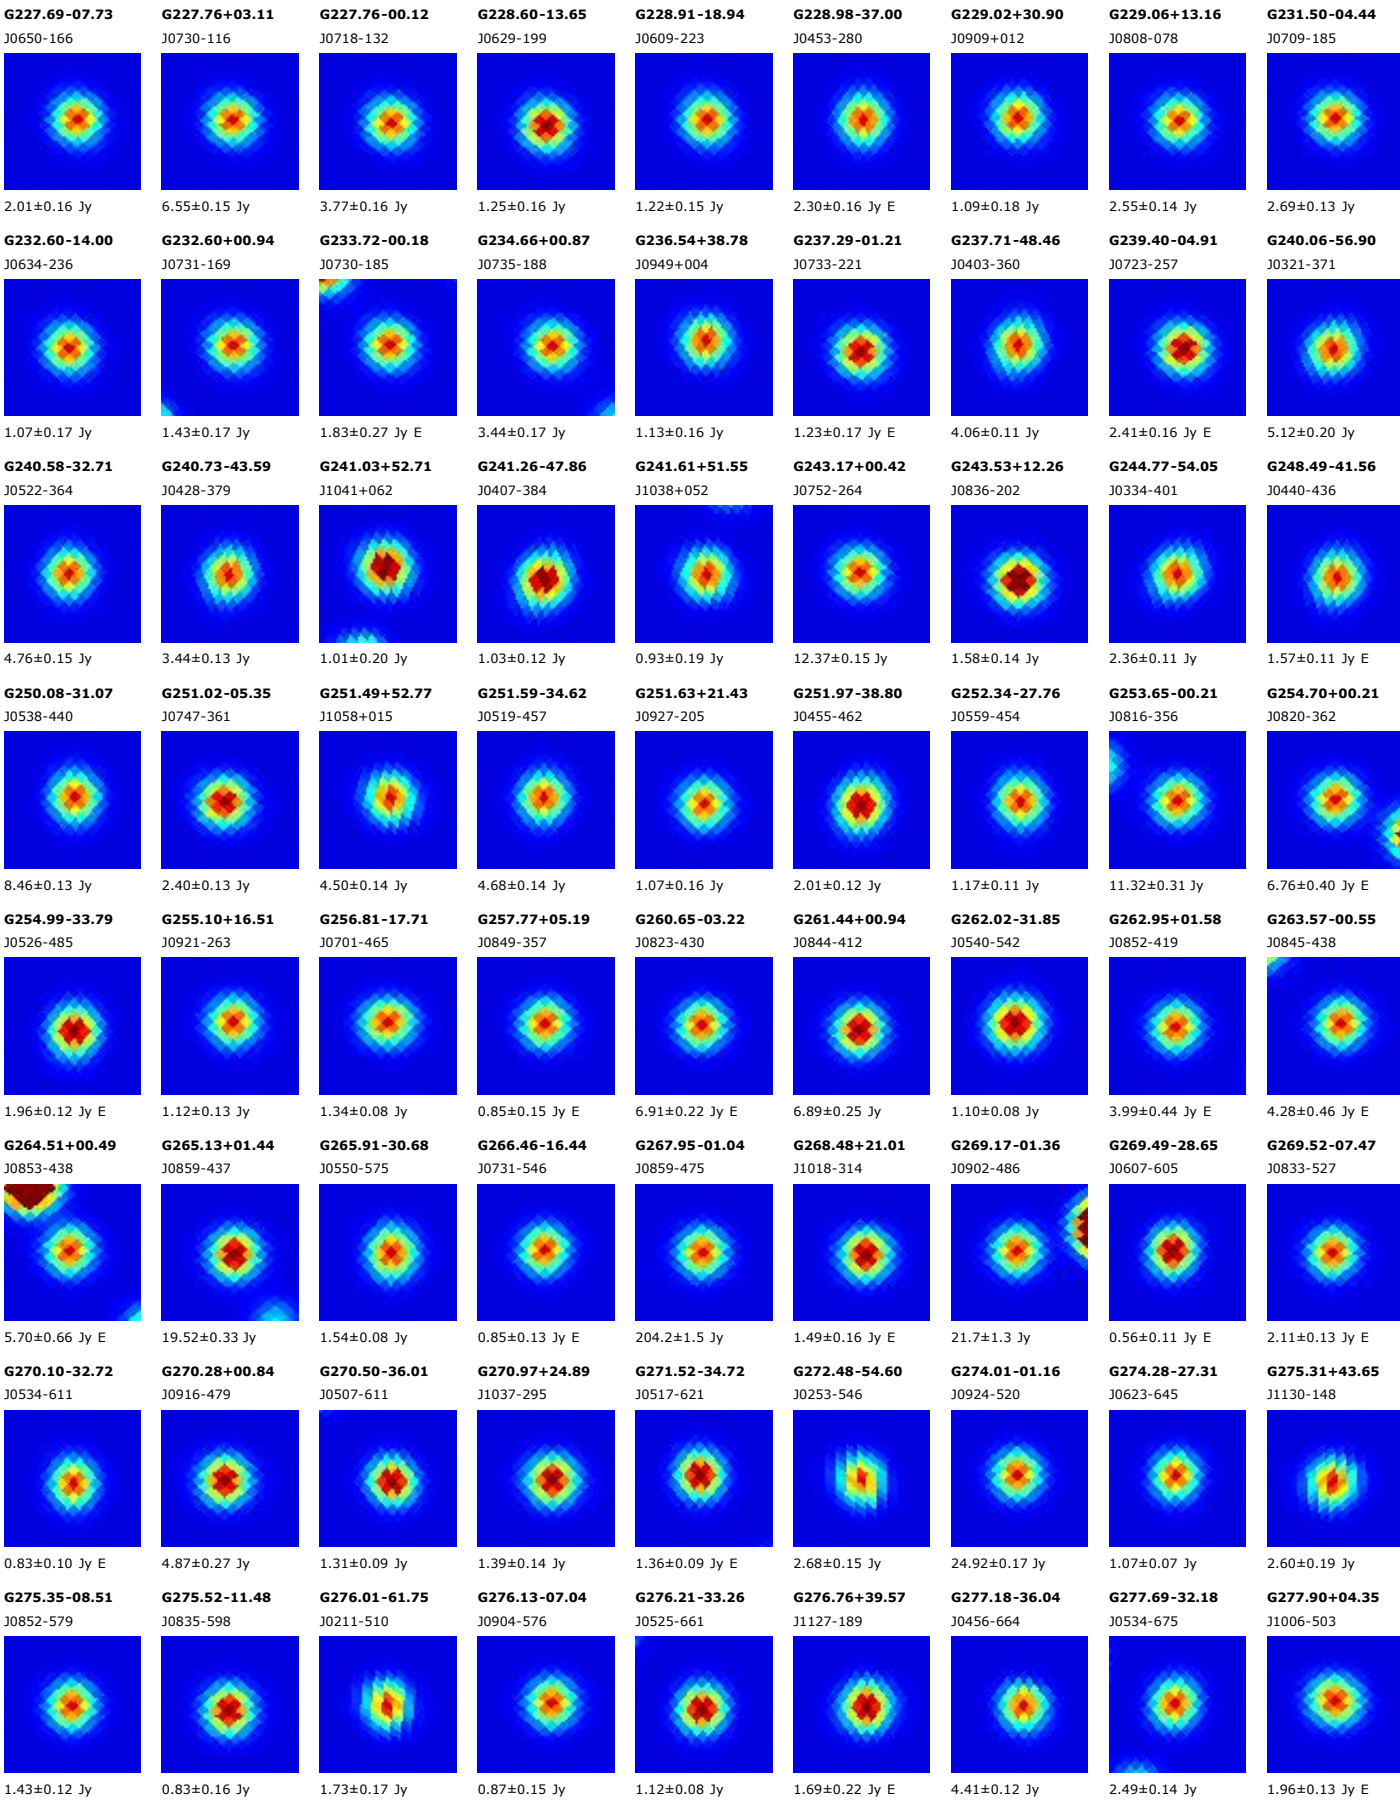 G227.69-07.73 G227.76+03.11 G227.76-00.12 G228.60-13.65 G228.91-18.94 G228.98-37.00 G229.02+30.90 G229.06+13.16 G231.50-04.44
J0650-166 J0730-116 J0718-132 J0629-199 J0609-223 J0453-280 J0909+012 J0808-078 J0709-185
2.01±0.16 Jy 6.55±0.15 Jy 3.77±0.16 Jy 1.25±0.16 Jy 1.22±0.15 Jy 2.30±0.16 Jy E 1.09±0.18 Jy 2.55±0.14 Jy 2.69±0.13 Jy
G232.60-14.00 G232.60+00.94 G233.72-00.18 G234.66+00.87 G236.54+38.78 G237.29-01.21 G237.71-48.46 G239.40-04.91 G240.06-56.90
J0634-236 J0731-169 J0730-185 J0735-188 J0949+004 J0733-221 J0403-360 J0723-257 J0321-371
1.07±0.17 Jy 1.43±0.17 Jy 1.83±0.27 Jy E 3.44±0.17 Jy 1.13±0.16 Jy 1.23±0.17 Jy E 4.06±0.11 Jy 2.41±0.16 Jy E 5.12±0.20 Jy
G240.58-32.71 G240.73-43.59 G241.03+52.71 G241.26-47.86 G241.61+51.55 G243.17+00.42 G243.53+12.26 G244.77-54.05 G248.49-41.56
J0522-364 J0428-379 J1041+062 J0407-384 J1038+052 J0752-264 J0836-202 J0334-401 J0440-436
4.76±0.15 Jy 3.44±0.13 Jy 1.01±0.20 Jy 1.03±0.12 Jy 0.93±0.19 Jy 12.37±0.15 Jy 1.58±0.14 Jy 2.36±0.11 Jy 1.57±0.11 Jy E
G250.08-31.07 G251.02-05.35 G251.49+52.77 G251.59-34.62 G251.63+21.43 G251.97-38.80 G252.34-27.76 G253.65-00.21 G254.70+00.21
J0538-440 J0747-361 J1058+015 J0519-457 J0927-205 J0455-462 J0559-454 J0816-356 J0820-362
8.46±0.13 Jy 2.40±0.13 Jy 4.50±0.14 Jy 4.68±0.14 Jy 1.07±0.16 Jy 2.01±0.12 Jy 1.17±0.11 Jy 11.32±0.31 Jy 6.76±0.40 Jy E
G254.99-33.79 G255.10+16.51 G256.81-17.71 G257.77+05.19 G260.65-03.22 G261.44+00.94 G262.02-31.85 G262.95+01.58 G263.57-00.55
J0526-485 J0921-263 J0701-465 J0849-357 J0823-430 J0844-412 J0540-542 J0852-419 J0845-438
1.96±0.12 Jy E 1.12±0.13 Jy 1.34±0.08 Jy 0.85±0.15 Jy E 6.91±0.22 Jy E 6.89±0.25 Jy 1.10±0.08 Jy 3.99±0.44 Jy E 4.28±0.46 Jy E
G264.51+00.49 G265.13+01.44 G265.91-30.68 G266.46-16.44 G267.95-01.04 G268.48+21.01 G269.17-01.36 G269.49-28.65 G269.52-07.47
J0853-438 J0859-437 J0550-575 J0731-546 J0859-475 J1018-314 J0902-486 J0607-605 J0833-527
5.70±0.66 Jy E 19.52±0.33 Jy 1.54±0.08 Jy 0.85±0.13 Jy E 204.2±1.5 Jy 1.49±0.16 Jy E 21.7±1.3 Jy 0.56±0.11 Jy E 2.11±0.13 Jy E
G270.10-32.72 G270.28+00.84 G270.50-36.01 G270.97+24.89 G271.52-34.72 G272.48-54.60 G274.01-01.16 G274.28-27.31 G275.31+43.65
J0534-611 J0916-479 J0507-611 J1037-295 J0517-621 J0253-546 J0924-520 J0623-645 J1130-148
0.83±0.10 Jy E 4.87±0.27 Jy 1.31±0.09 Jy 1.39±0.14 Jy 1.36±0.09 Jy E 2.68±0.15 Jy 24.92±0.17 Jy 1.07±0.07 Jy 2.60±0.19 Jy
G275.35-08.51 G275.52-11.48 G276.01-61.75 G276.13-07.04 G276.21-33.26 G276.76+39.57 G277.18-36.04 G277.69-32.18 G277.90+04.35
J0852-579 J0835-598 J0211-510 J0904-576 J0525-661 J1127-189 J0456-664 J0534-675 J1006-503
1.43±0.12 Jy 0.83±0.16 Jy 1.73±0.17 Jy 0.87±0.15 Jy 1.12±0.08 Jy 1.69±0.22 Jy E 4.41±0.12 Jy 2.49±0.14 Jy 1.96±0.13 Jy E